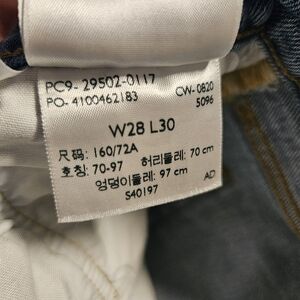 PC9- 29502-0117
PO- 4100462183 CW-0820
5096
W28 L30
尺码: 160/72A
호칭: 70-97 허리둘레: 70 cm
엉덩이둘레: 97 cm
S40197 AD